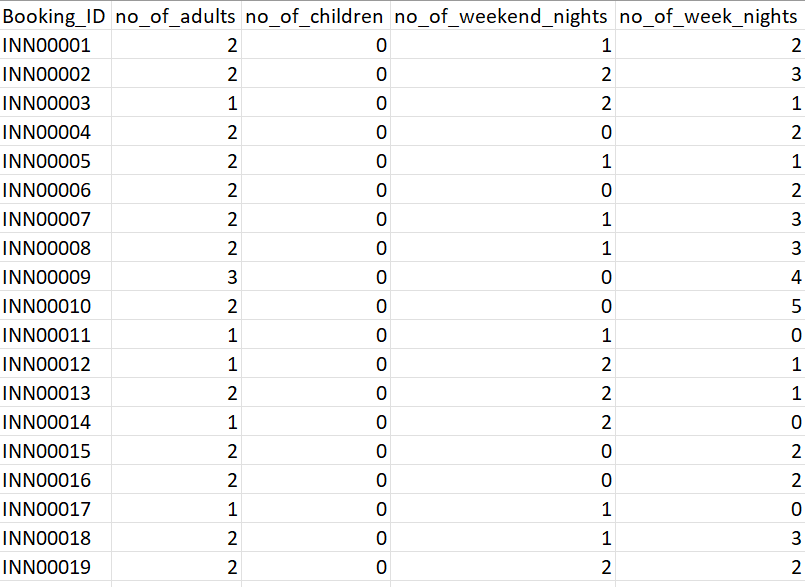 Booking_ID no_of_adults no_of_children no_of_weekend_nights no_of_week_nights
INN00001 2 0 1 2
INN00002 2 0 2 3
INN00003 1 0 2 1
INN00004 2 0 0 2
INN00005 2 0 1 1
INN00006 2 0 0 2
INN00007 2 0 1 3
INN00008 2 0 1 3
INN00009 3 0 0 4
INN00010 2 0 0 5
INN00011 1 0 1 0
INN00012 1 0 2 1
INN00013 2 0 2 1
INN00014 1 0 2 0
INN00015 2 0 0 2
INN00016 2 0 0 2
INN00017 1 0 1 0
INN00018 2 0 1 3
INN00019 2 0 2 2